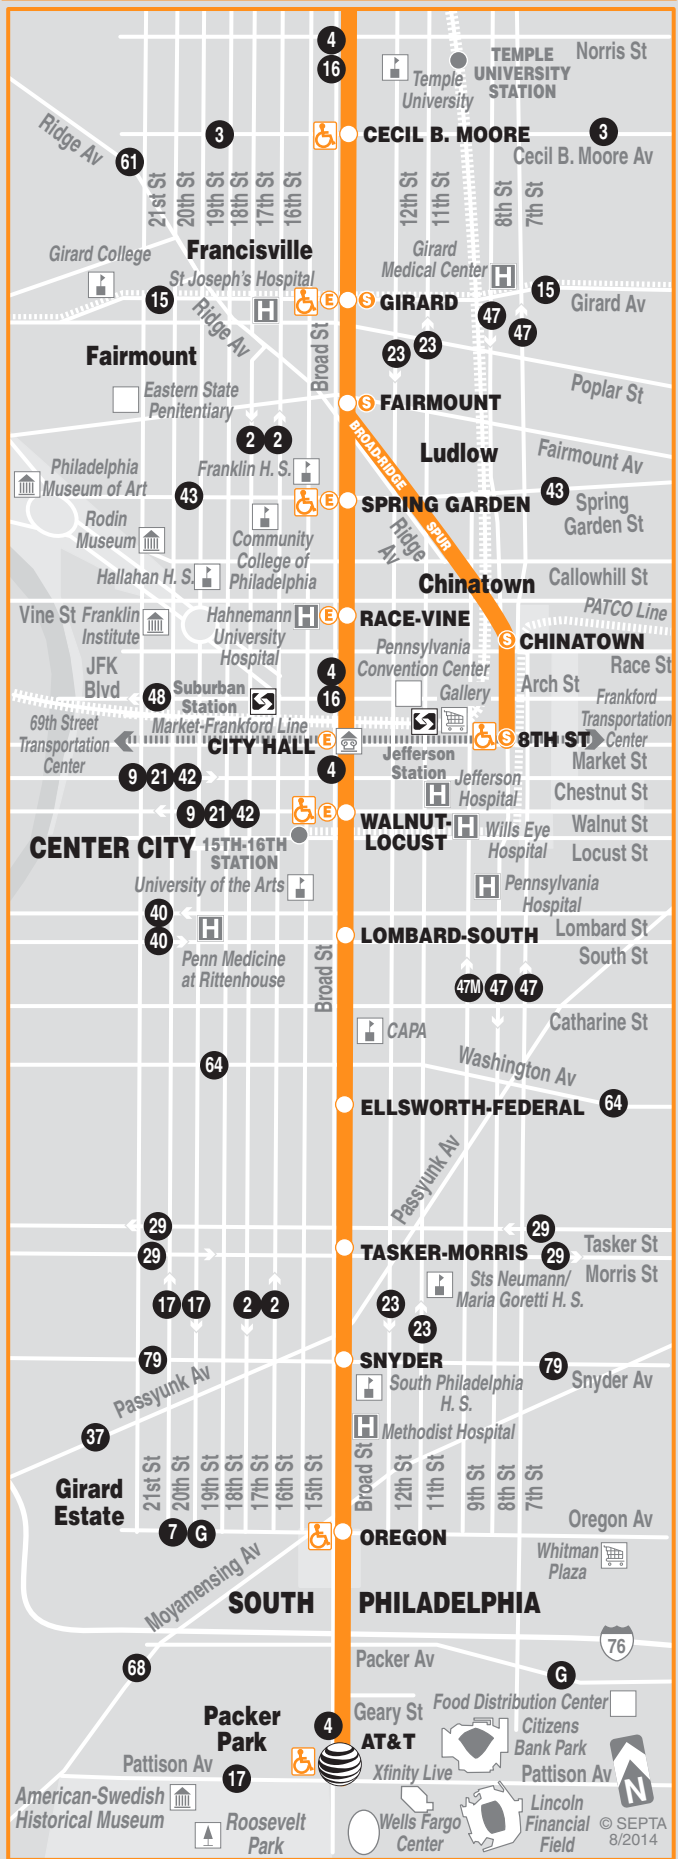 4
16
Norris St
TEMPLE
UNIVERSITY
STATION
Temple
University
Ridge Av
3
CECIL B. MOORE
3
Cecil B. Moore Av
61
21st St
20th St
19th St
18th St
17th St
16th St
12th St
11th St
8th St
7th St
Girard College
Francisville
St Joseph's Hospital
Girard
Medical Center
H
15
H
E
S
GIRARD
15
Girard Av
Ridge Av
Broad St
47
47
23
23
Fairmount
Poplar St
Eastern State
Penitentiary
S
FAIRMOUNT
BROAD-RIDGE
SPUR
2
2
Ludlow
Fairmount Av
Philadelphia
Museum of Art
Franklin H. S.
43
E
SPRING GARDEN
43
Spring
Garden St
Rodin
Museum
Community
College of
Philadelphia
Ridge
Av
Hallahan H. S.
Chinatown
Callowhill St
Vine St
Franklin
Institute
Hahnemann
University
Hospital
H
E
RACE-VINE
PATCO Line
S
CHINATOWN
Pennsylvania
Convention Center
Race St
JFK
Blvd
4
16
48
Suburban
Station
S
Gallery
Arch St
Frankford
Transportation
Center
69th Street
Transportation
Center
Market-Frankford Line
CITY HALL
E
S
Jefferson
Station
S
8TH ST
Market St
9
21
42
4
H
Jefferson
Hospital
Chestnut St
9
21
42
E
WALNUT-
LOCUST
H
Wills Eye
Hospital
Walnut St
CENTER CITY
15TH-16TH
STATION
Locust St
University of the Arts
H
Pennsylvania
Hospital
40
H
40
Penn Medicine
at Rittenhouse
LOMBARD-SOUTH
Lombard St
South St
Broad St
47M
47
47
CAPA
Catharine St
64
Washington Av
ELLSWORTH-FEDERAL
64
Passyunk Av
29
29
29
TASKER-MORRIS
29
Tasker St
Morris St
Sts Neumann/
Maria Goretti H. S.
17
17
2
2
23
23
79
SNYDER
79
Snyder Av
Passyunk Av
South Philadelphia
H. S.
37
H
Methodist Hospital
Girard
Estate
21st St
20th St
19th St
18th St
17th St
16th St
15th St
Broad St
12th St
11th St
9th St
8th St
7th St
Oregon Av
7
G
OREGON
Whitman
Plaza
Moyamensing Av
SOUTH PHILADELPHIA
76
68
Packer Av
G
Packer
Park
4
Geary St
Food Distribution Center
AT&T
Citizens
Bank Park
Pattison Av
17
Xfinity Live
Pattison Av
N
American-Swedish
Historical Museum
Roosevelt
Park
Wells Fargo
Center
Lincoln
Financial
Field
© SEPTA
8/2014